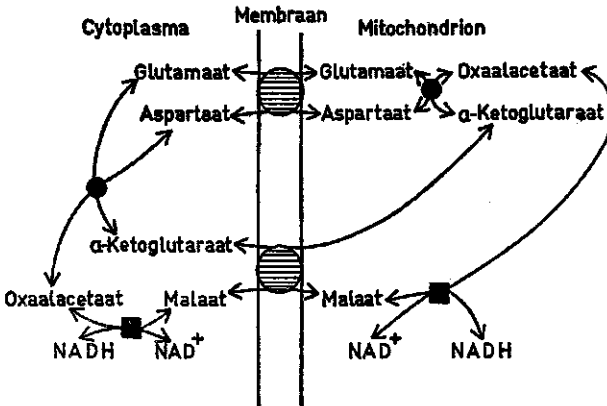 Cytoplasma Membraan Mitochondrion
Glutamaat Glutamaat Oxaalacetaat
Aspartaat Aspartaat α-Ketoglutaraat
α-Ketoglutaraat
Oxaalacetaat Malaat Malaat
NADH NAD+ NAD+ NADH